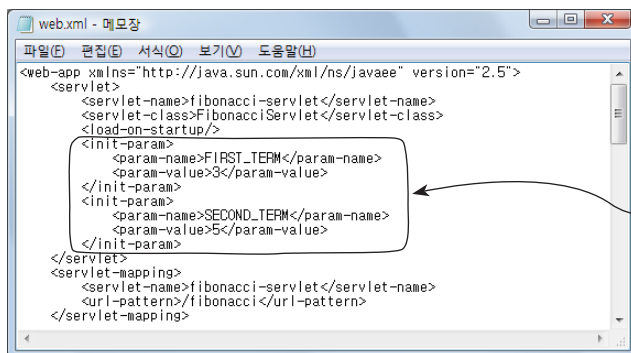 web.xml - 메모장
파일(F) 편집(E) 서식(O) 보기(V) 도움말(H)
<web-app xmlns="http://java.sun.com/xml/ns/javaee" version="2.5">
<servlet>
<servlet-name>fibonacci-servlet</servlet-name>
<servlet-class>FibonacciServlet</servlet-class>
<load-on-startup/>
<init-param>
<param-name>FIRST_TERM</param-name>
<param-value>3</param-value>
</init-param>
<init-param>
<param-name>SECOND_TERM</param-name>
<param-value>5</param-value>
</init-param>
</servlet>
<servlet-mapping>
<servlet-name>fibonacci-servlet</servlet-name>
<url-pattern>/fibonacci</url-pattern>
</servlet-mapping>